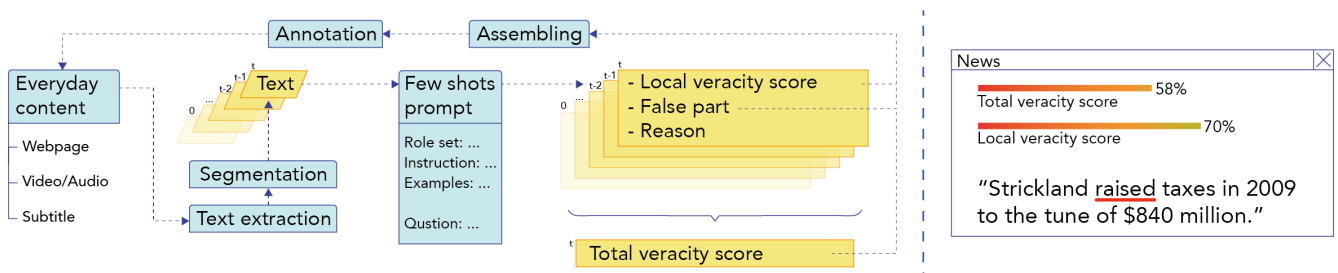 Annotation
Assembling
Everyday
content
Webpage
Video/Audio
Subtitle
0
...
t-2
t-1
t
Text
Segmentation
Text extraction
Few shots
prompt
Role set: ...
Instruction: ...
Examples: ...
Qustion: ...
0
...
t-2
t-1
t
- Local veracity score
- False part
- Reason
t
Total veracity score
News
58%
Total veracity score
70%
Local veracity score
“Strickland raised taxes in 2009
to the tune of $840 million.”